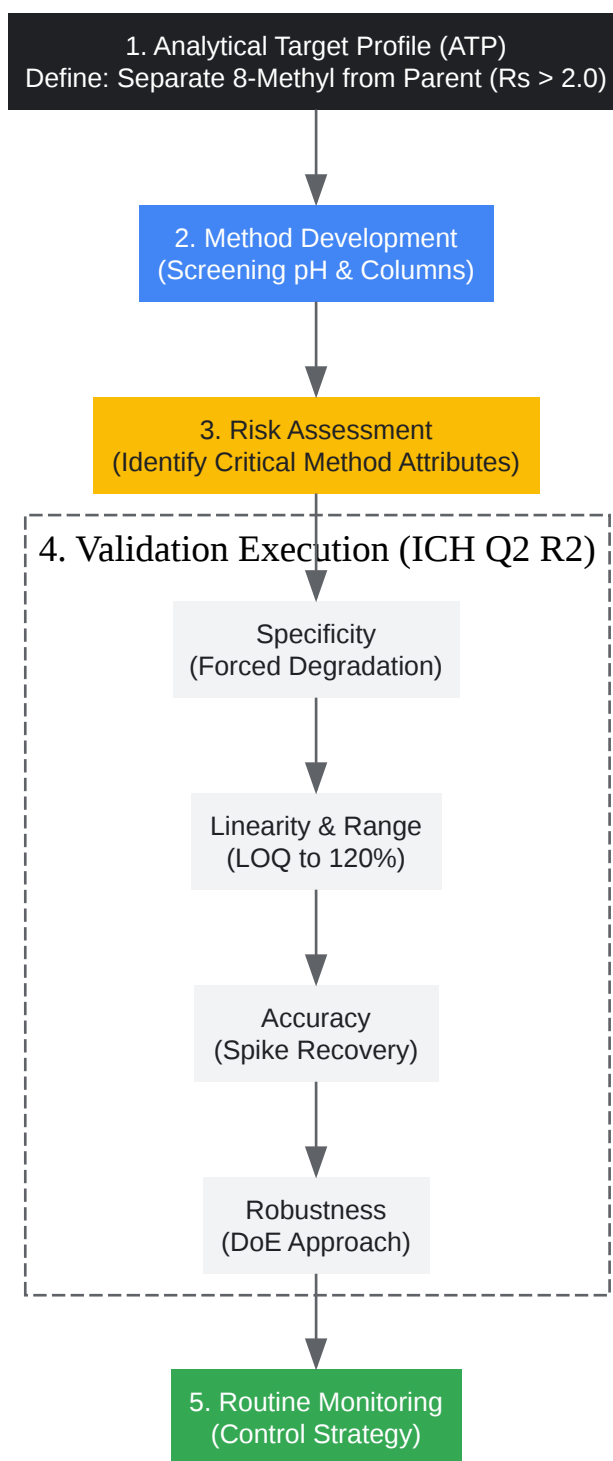 1. Analytical Target Profile (ATP)
Define: Separate 8-Methyl from Parent (Rs > 2.0)
2. Method Development
(Screening pH & Columns)
3. Risk Assessment
(Identify Critical Method Attributes)
4. Validation Execution (ICH Q2 R2)
Specificity
(Forced Degradation)
Linearity & Range
(LOQ to 120%)
Accuracy
(Spike Recovery)
Robustness
(DoE Approach)
5. Routine Monitoring
(Control Strategy)